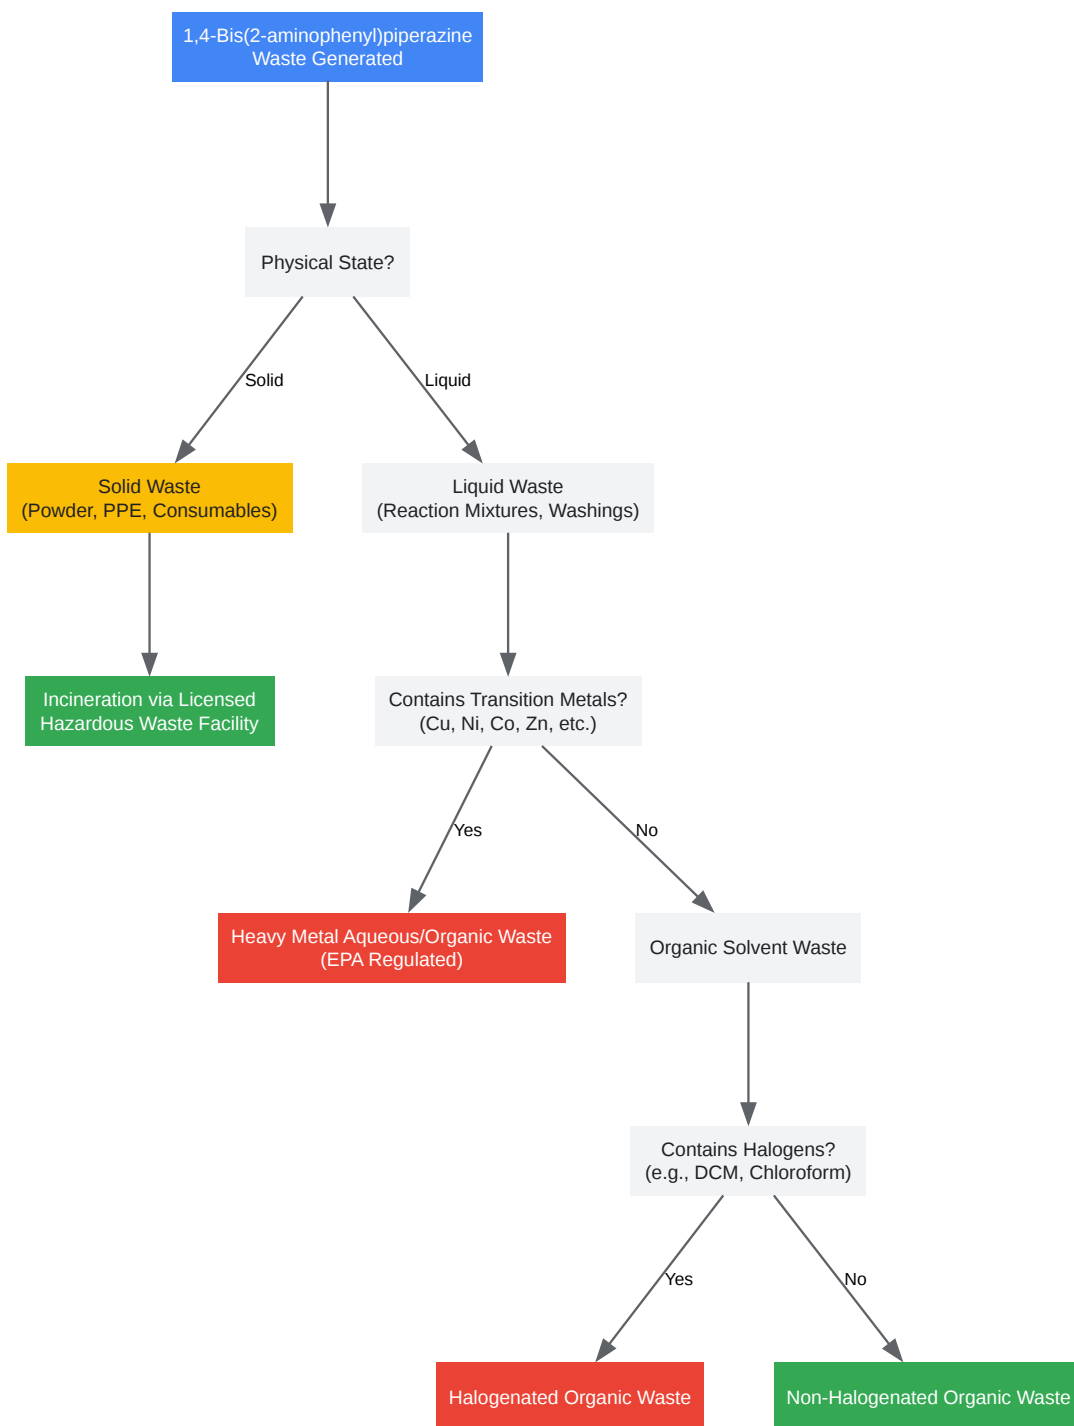 1,4-Bis(2-aminophenyl)piperazine
Waste Generated
Physical State?
Solid
Liquid
Solid Waste
(Powder, PPE, Consumables)
Liquid Waste
(Reaction Mixtures, Washings)
Incineration via Licensed
Hazardous Waste Facility
Contains Transition Metals?
(Cu, Ni, Co, Zn, etc.)
Yes
No
Heavy Metal Aqueous/Organic Waste
(EPA Regulated)
Organic Solvent Waste
Contains Halogens?
(e.g., DCM, Chloroform)
Yes
No
Halogenated Organic Waste
Non-Halogenated Organic Waste